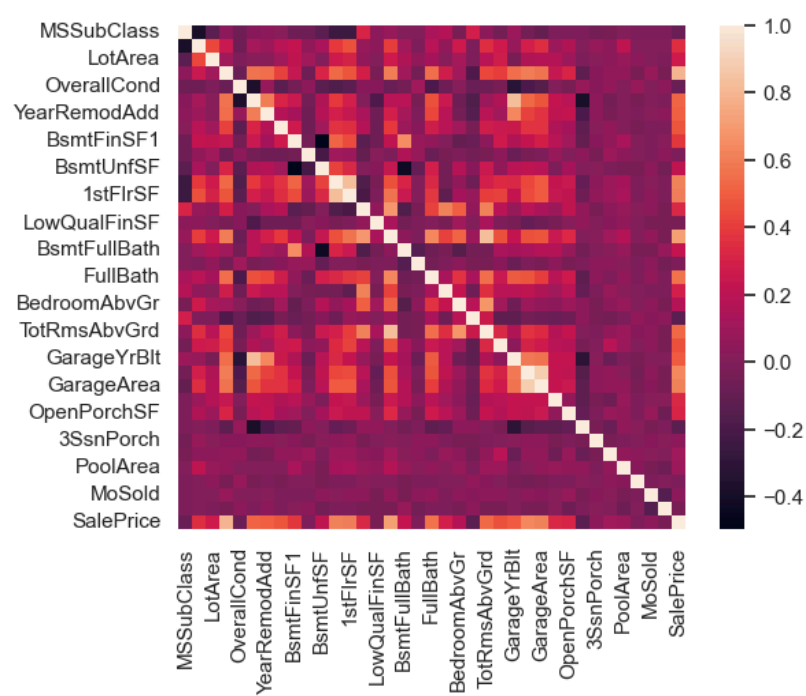 MSSubClass
LotArea
OverallCond
YearRemodAdd
BsmtFinSF1
BsmtUnfSF
1stFlrSF
LowQualFinSF
BsmtFullBath
FullBath
BedroomAbvGr
TotRmsAbvGrd
GarageYrBlt
GarageArea
OpenPorchSF
3SsnPorch
PoolArea
MoSold
SalePrice
MSSubClass
LotArea
OverallCond
YearRemodAdd
BsmtFinSF1
BsmtUnfSF
1stFlrSF
LowQualFinSF
BsmtFullBath
FullBath
BedroomAbvGr
TotRmsAbvGrd
GarageYrBlt
GarageArea
OpenPorchSF
3SsnPorch
PoolArea
MoSold
SalePrice
1.0
0.8
0.6
0.4
0.2
0.0
−0.2
−0.4